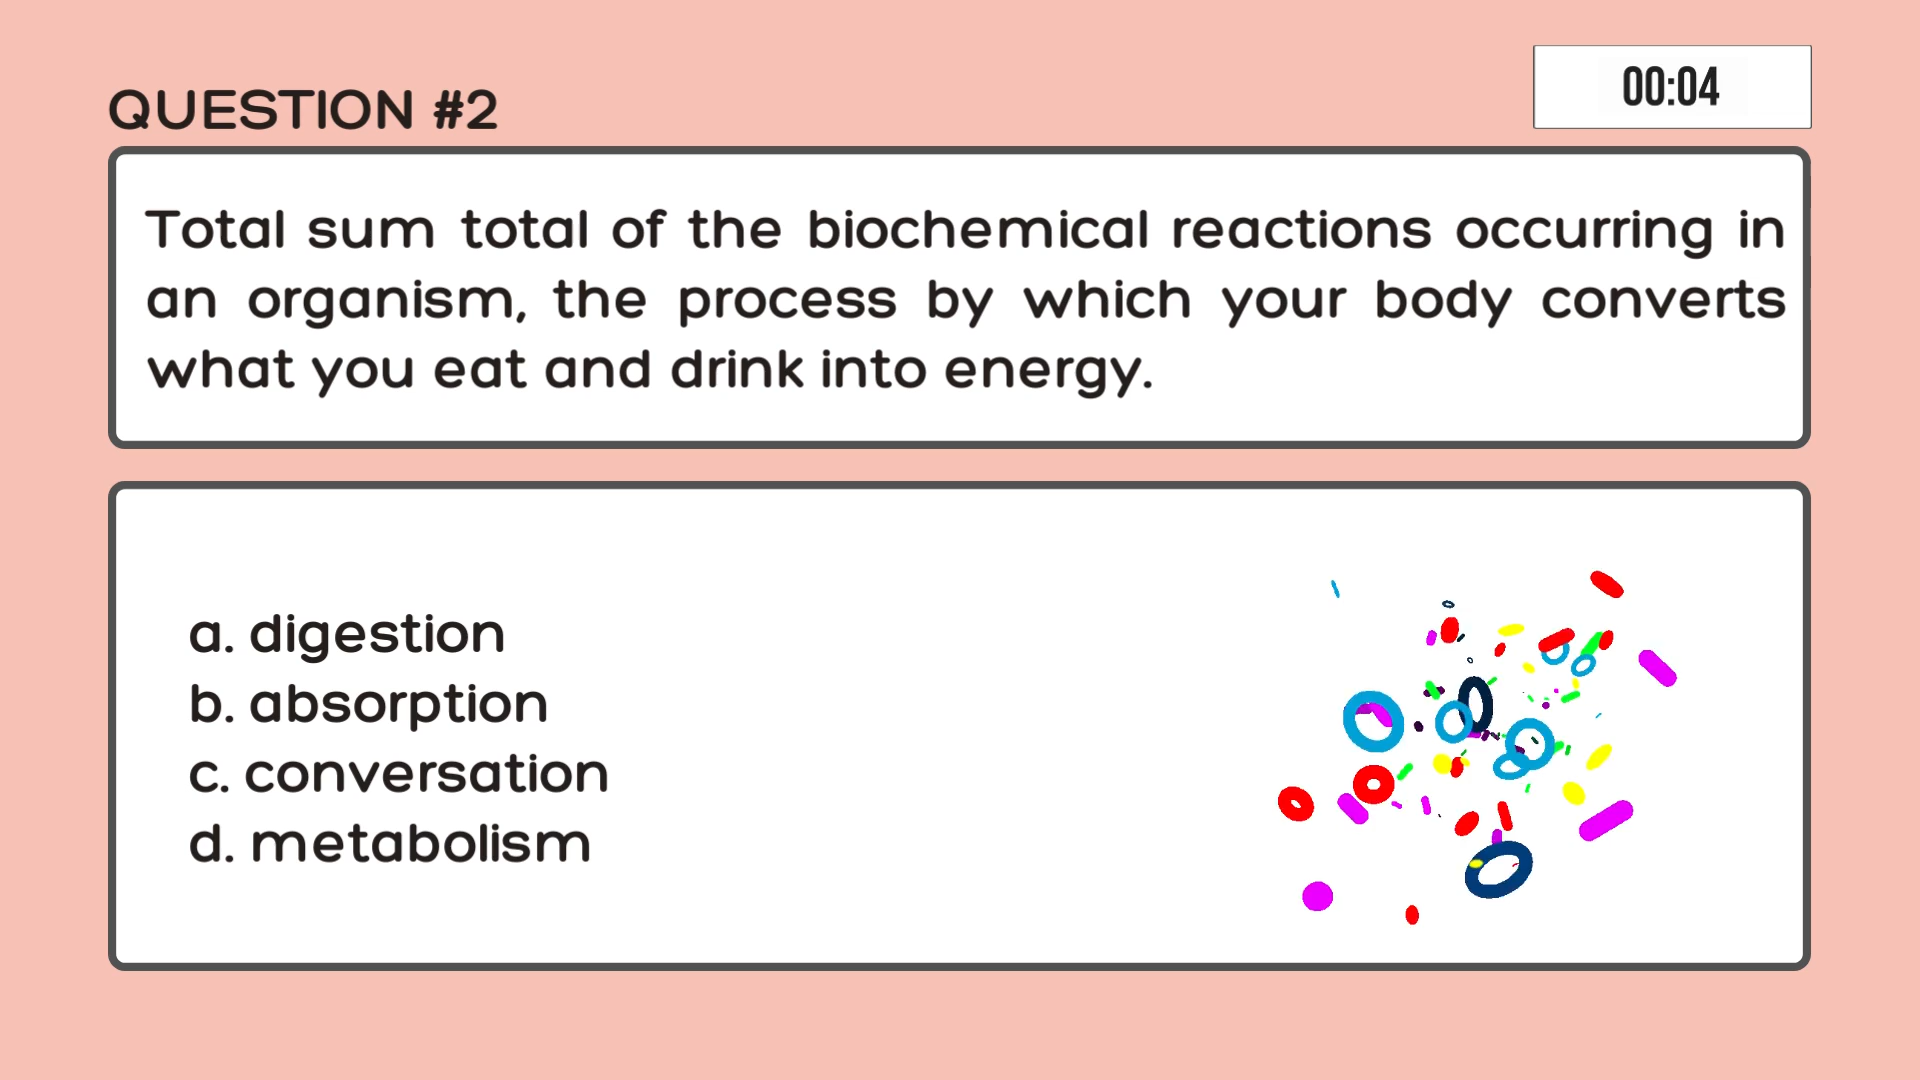 00:04
QUESTION #2
Total sum total of the biochemical reactions occurring in
an organism, the process by which your body converts
what you eat and drink into energy.
a. digestion
b. absorption
c. conversation
d. metabolism